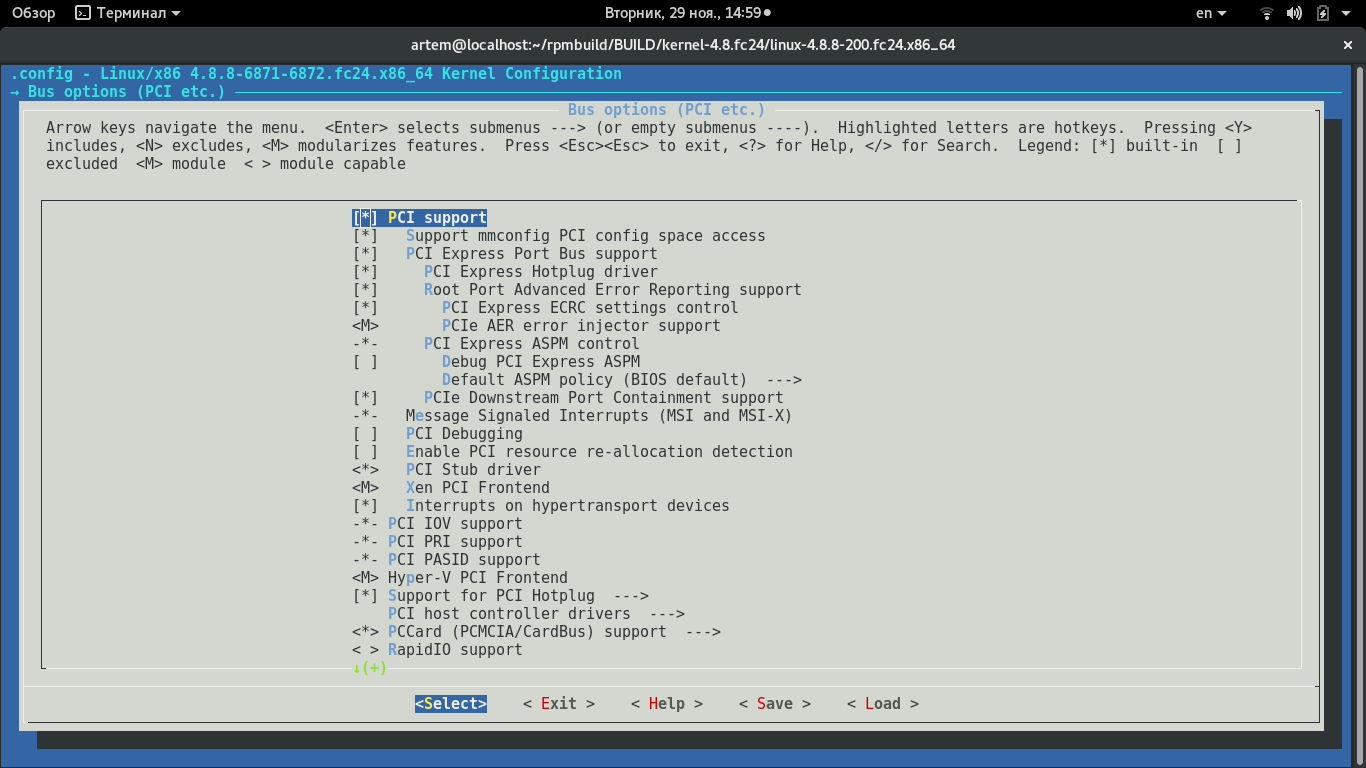 Обзор Терминал Вторник, 29 ноя., 14:59 en
artem@localhost:~/rpmbuild/BUILD/kernel-4.8.fc24/linux-4.8.8-200.fc24.x86_64 ×
.config - Linux/x86 4.8.8-6871-6872.fc24.x86_64 Kernel Configuration
→ Bus options (PCI etc.)
Bus options (PCI etc.)
Arrow keys navigate the menu.  <Enter> selects submenus ---> (or empty submenus ----).  Highlighted letters are hotkeys.  Pressing <Y>
includes, <N> excludes, <M> modularizes features.  Press <Esc><Esc> to exit, <?> for Help, </> for Search.  Legend: [*] built-in  [ ]
excluded  <M> module  < > module capable
[*] PCI support
[*]   Support mmconfig PCI config space access
[*]   PCI Express Port Bus support
[*]     PCI Express Hotplug driver
[*]     Root Port Advanced Error Reporting support
[*]       PCI Express ECRC settings control
<M>       PCIe AER error injector support
-*-     PCI Express ASPM control
[ ]       Debug PCI Express ASPM
Default ASPM policy (BIOS default)  --->
[*]     PCIe Downstream Port Containment support
-*-   Message Signaled Interrupts (MSI and MSI-X)
[ ]   PCI Debugging
[ ]   Enable PCI resource re-allocation detection
<*>   PCI Stub driver
<M>   Xen PCI Frontend
[*]   Interrupts on hypertransport devices
-*- PCI IOV support
-*- PCI PRI support
-*- PCI PASID support
<M> Hyper-V PCI Frontend
[*] Support for PCI Hotplug  --->
PCI host controller drivers  --->
<*> PCCard (PCMCIA/CardBus) support  --->
< > RapidIO support
↓(+)
<Select>    < Exit >    < Help >    < Save >    < Load >